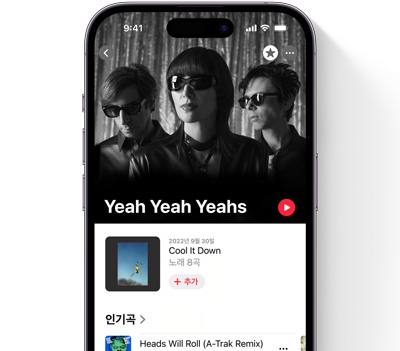 9:41
Yeah Yeah Yeahs
2022년 9월 30일
Cool It Down
노래 8곡
+ 추가
인기곡 >
Heads Will Roll (A-Trak Remix)